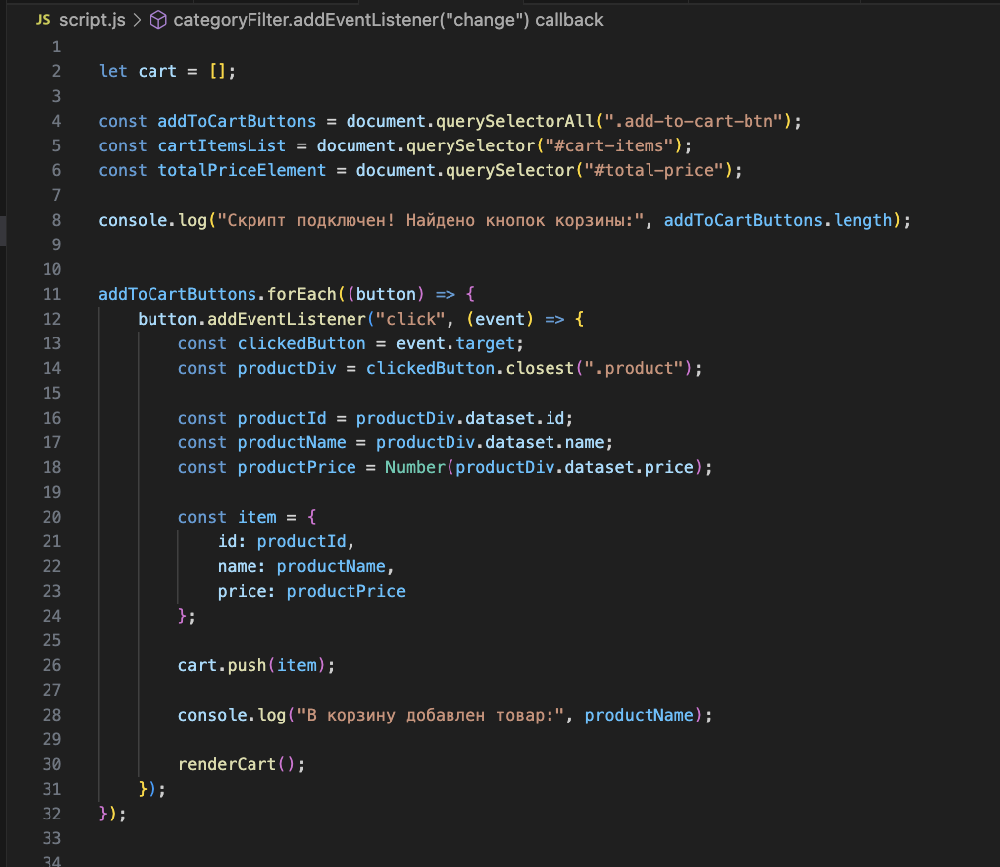 JS script.js > categoryFilter.addEventListener("change") callback
1
2 let cart = [];
3
4 const addToCartButtons = document.querySelectorAll(".add-to-cart-btn");
5 const cartItemsList = document.querySelector("#cart-items");
6 const totalPriceElement = document.querySelector("#total-price");
7
8 console.log("Скрипт подключен! Найдено кнопок корзины:", addToCartButtons.length);
9
10
11 addToCartButtons.forEach((button) => {
12     button.addEventListener("click", (event) => {
13         const clickedButton = event.target;
14         const productDiv = clickedButton.closest(".product");
15
16         const productId = productDiv.dataset.id;
17         const productName = productDiv.dataset.name;
18         const productPrice = Number(productDiv.dataset.price);
19
20         const item = {
21             id: productId,
22             name: productName,
23             price: productPrice
24         };
25
26         cart.push(item);
27
28         console.log("В корзину добавлен товар:", productName);
29
30         renderCart();
31     });
32 });
33
34